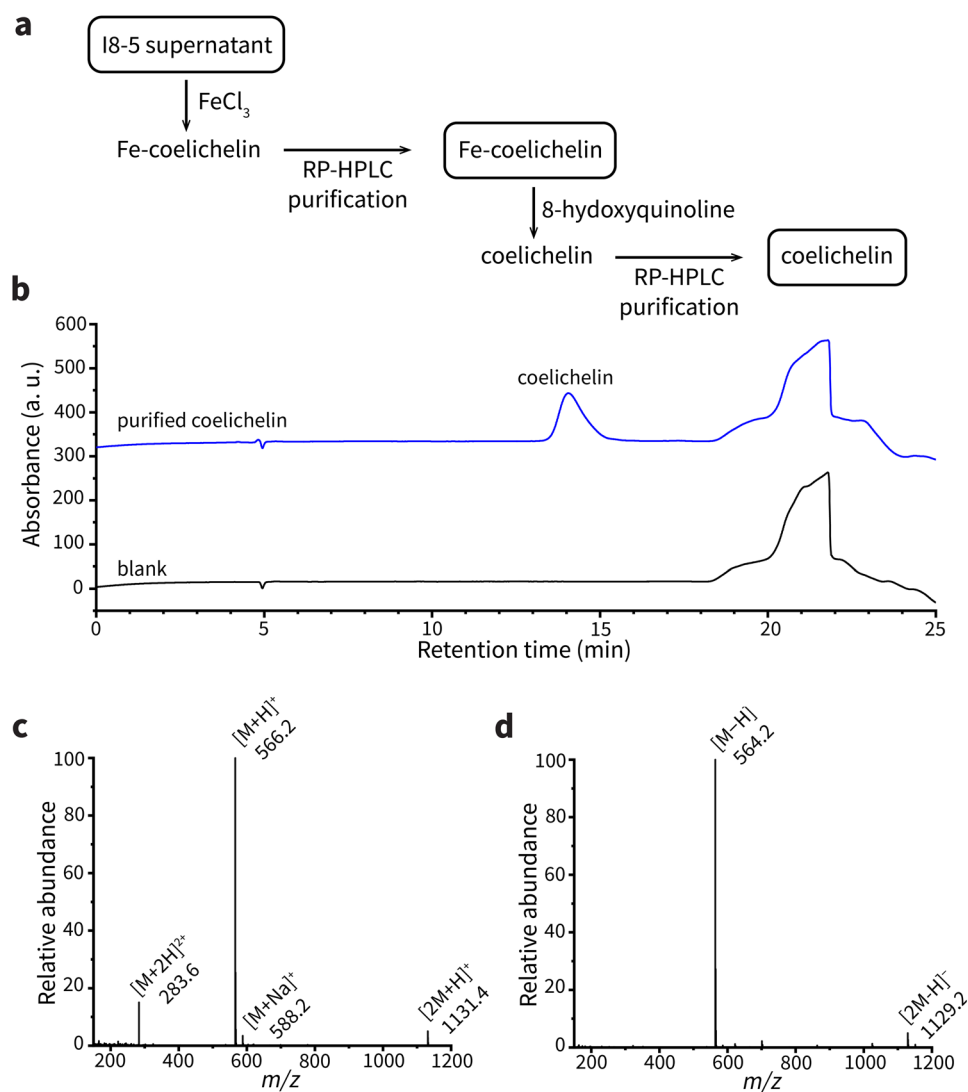 a
I8-5 supernatant
FeCl₃
Fe-coelichelin
RP-HPLC
purification
Fe-coelichelin
8-hydoxyquinoline
coelichelin
RP-HPLC
purification
coelichelin
b
Absorbance (a. u.)
600
500
400
300
200
100
0
coelichelin
purified coelichelin
blank
0 5 10 15 20 25
Retention time (min)
c
[M+H]⁺
566.2
Relative abundance
100
80
60
40
20
0
[M+2H]²⁺
283.6
[M+Na]⁺
588.2
[2M+H]⁺
1131.4
200 400 600 800 1000 1200
m/z
d
[M−H]⁻
564.2
Relative abundance
100
80
60
40
20
0
[2M-H]⁻
1129.2
200 400 600 800 1000 1200
m/z